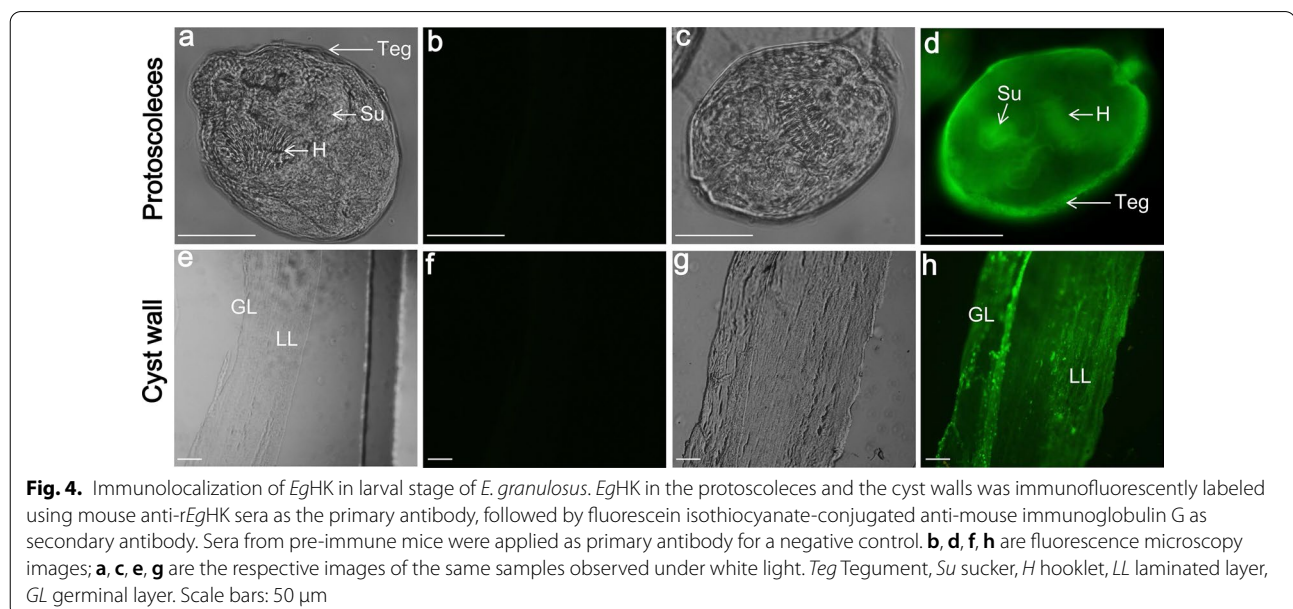 Protoscoleces
a
Teg
Su
H
b
c
d
Su
H
Teg
Cyst wall
e
GL
LL
f
g
h
GL
LL
Fig. 4. Immunolocalization of EgHK in larval stage of E. granulosus. EgHK in the protoscoleces and the cyst walls was immunofluorescently labeled
using mouse anti-rEgHK sera as the primary antibody, followed by fluorescein isothiocyanate-conjugated anti-mouse immunoglobulin G as
secondary antibody. Sera from pre-immune mice were applied as primary antibody for a negative control. b, d, f, h are fluorescence microscopy
images; a, c, e, g are the respective images of the same samples observed under white light. Teg Tegument, Su sucker, H hooklet, LL laminated layer,
GL germinal layer. Scale bars: 50 μm